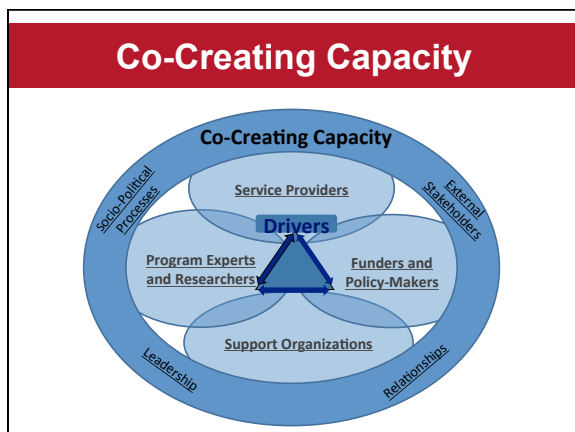 Co-Creating Capacity
Co-Creating Capacity
Socio-Political
Processes
External
Stakeholders
Service Providers
Drivers
Program Experts
and Researchers
Funders and
Policy-Makers
Support Organizations
Leadership
Relationships